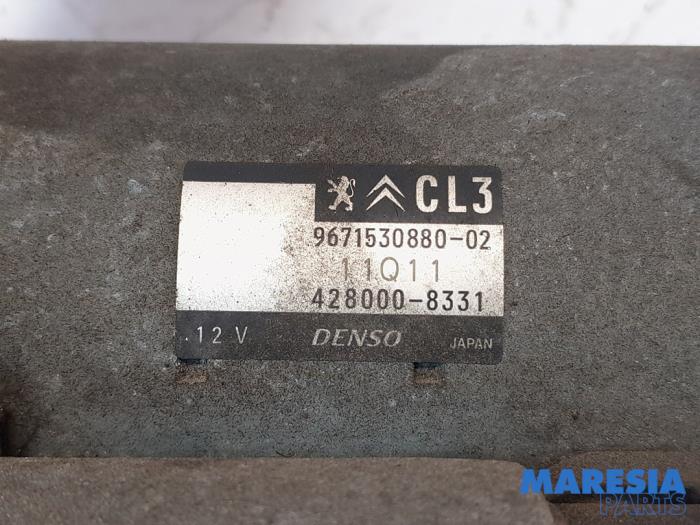 CL3
9671530880-02
11Q11
428000-8331
12 V DENSO JAPAN
MARESIA
PARTS